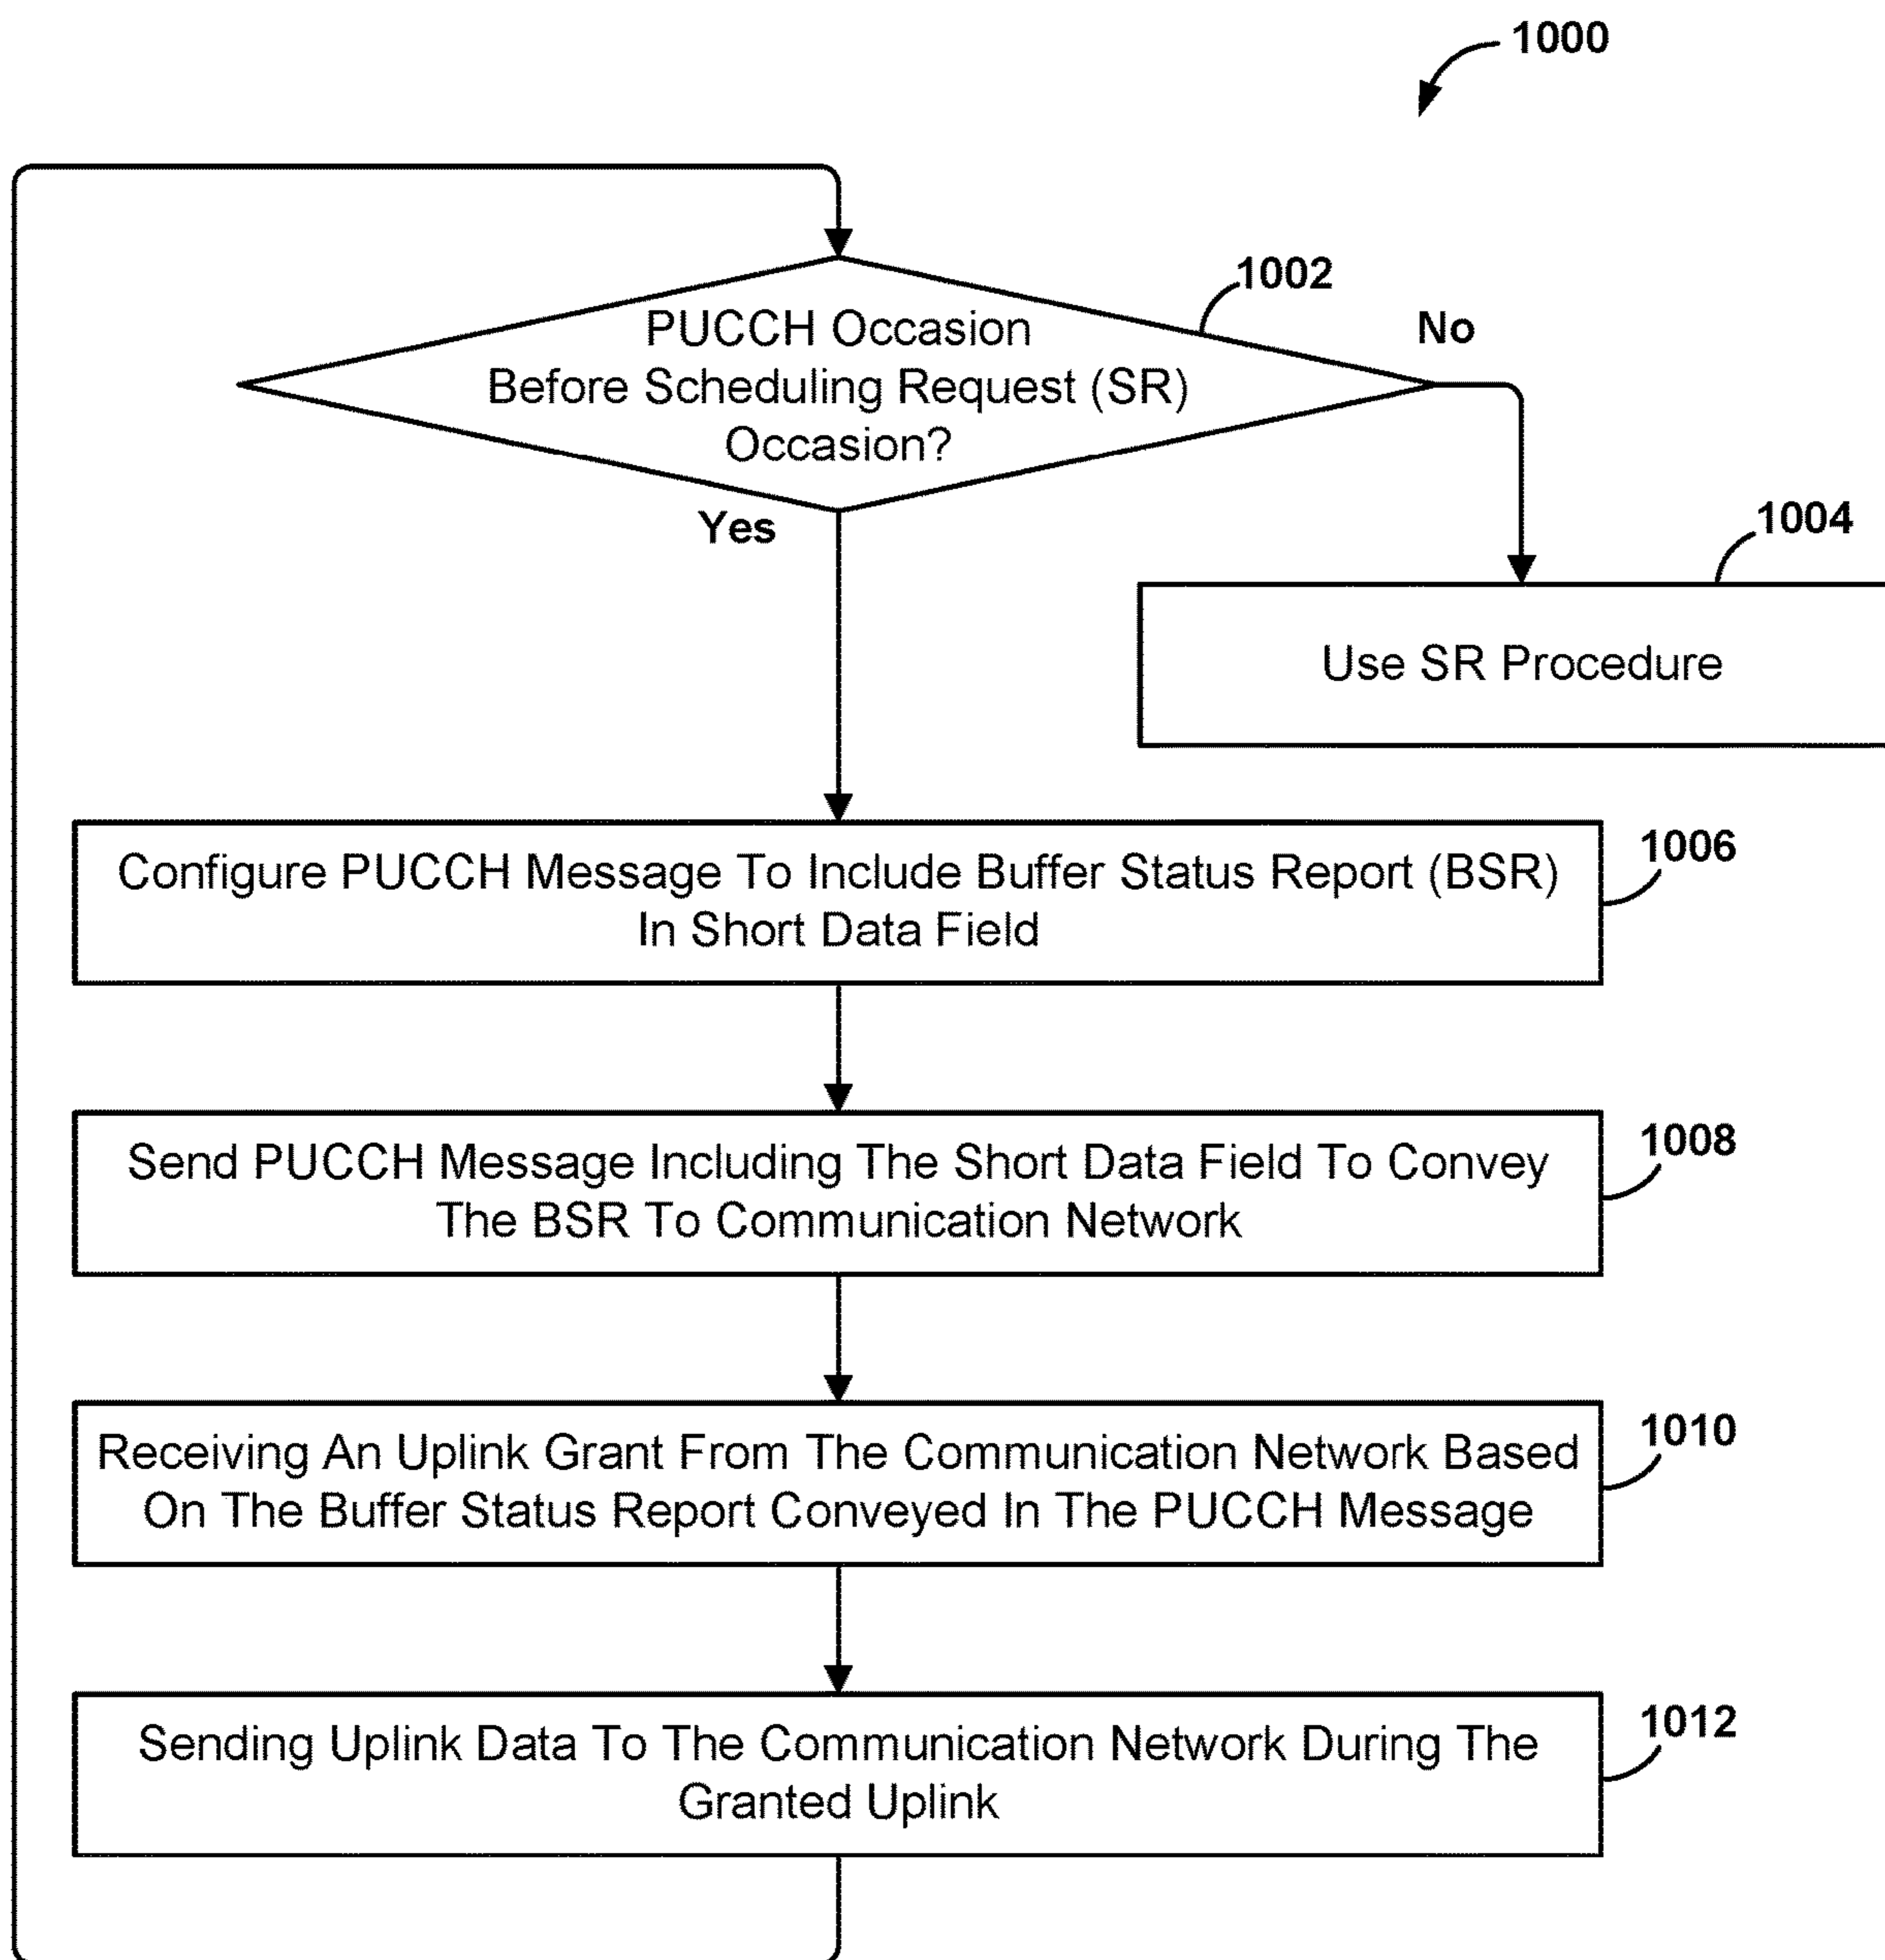 1000
1002
PUCCH Occasion
Before Scheduling Request (SR)
Occasion?
No
Yes
1004
Use SR Procedure
1006
Configure PUCCH Message To Include Buffer Status Report (BSR)
In Short Data Field
1008
Send PUCCH Message Including The Short Data Field To Convey
The BSR To Communication Network
1010
Receiving An Uplink Grant From The Communication Network Based
On The Buffer Status Report Conveyed In The PUCCH Message
1012
Sending Uplink Data To The Communication Network During The
Granted Uplink